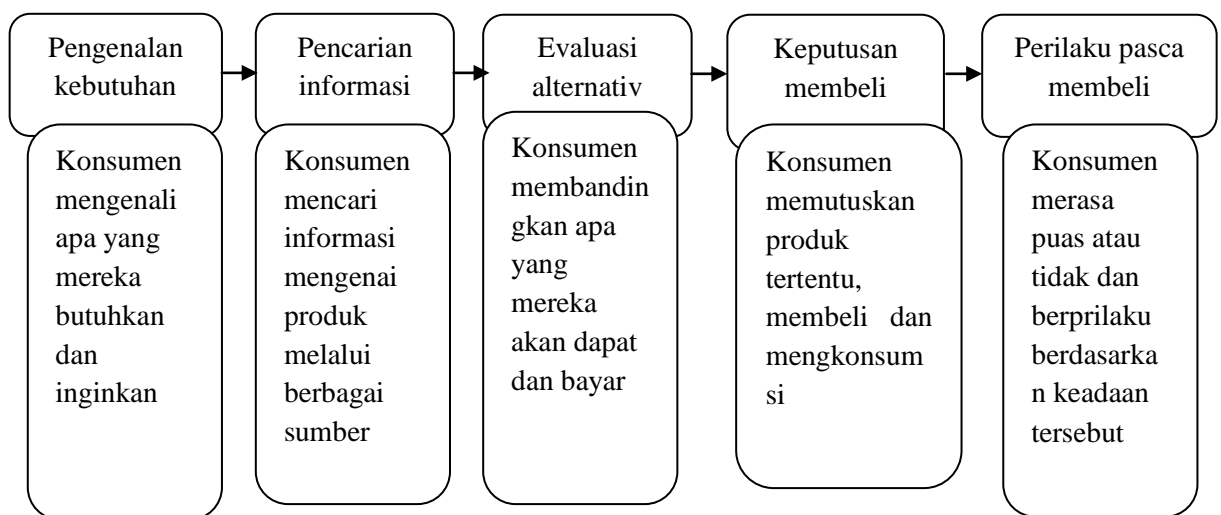 Pengenalan
kebutuhan
Pencarian
informasi
Evaluasi
alternativ
Keputusan
membeli
Perilaku pasca
membeli
Konsumen
mengenali
apa yang
mereka
butuhkan
dan
inginkan
Konsumen
mencari
informasi
mengenai
produk
melalui
berbagai
sumber
Konsumen
membandin
gkan apa
yang
mereka
akan dapat
dan bayar
Konsumen
memutuskan
produk
tertentu,
membeli dan
mengkonsum
si
Konsumen
merasa
puas atau
tidak dan
berprilaku
berdasarka
n keadaan
tersebut